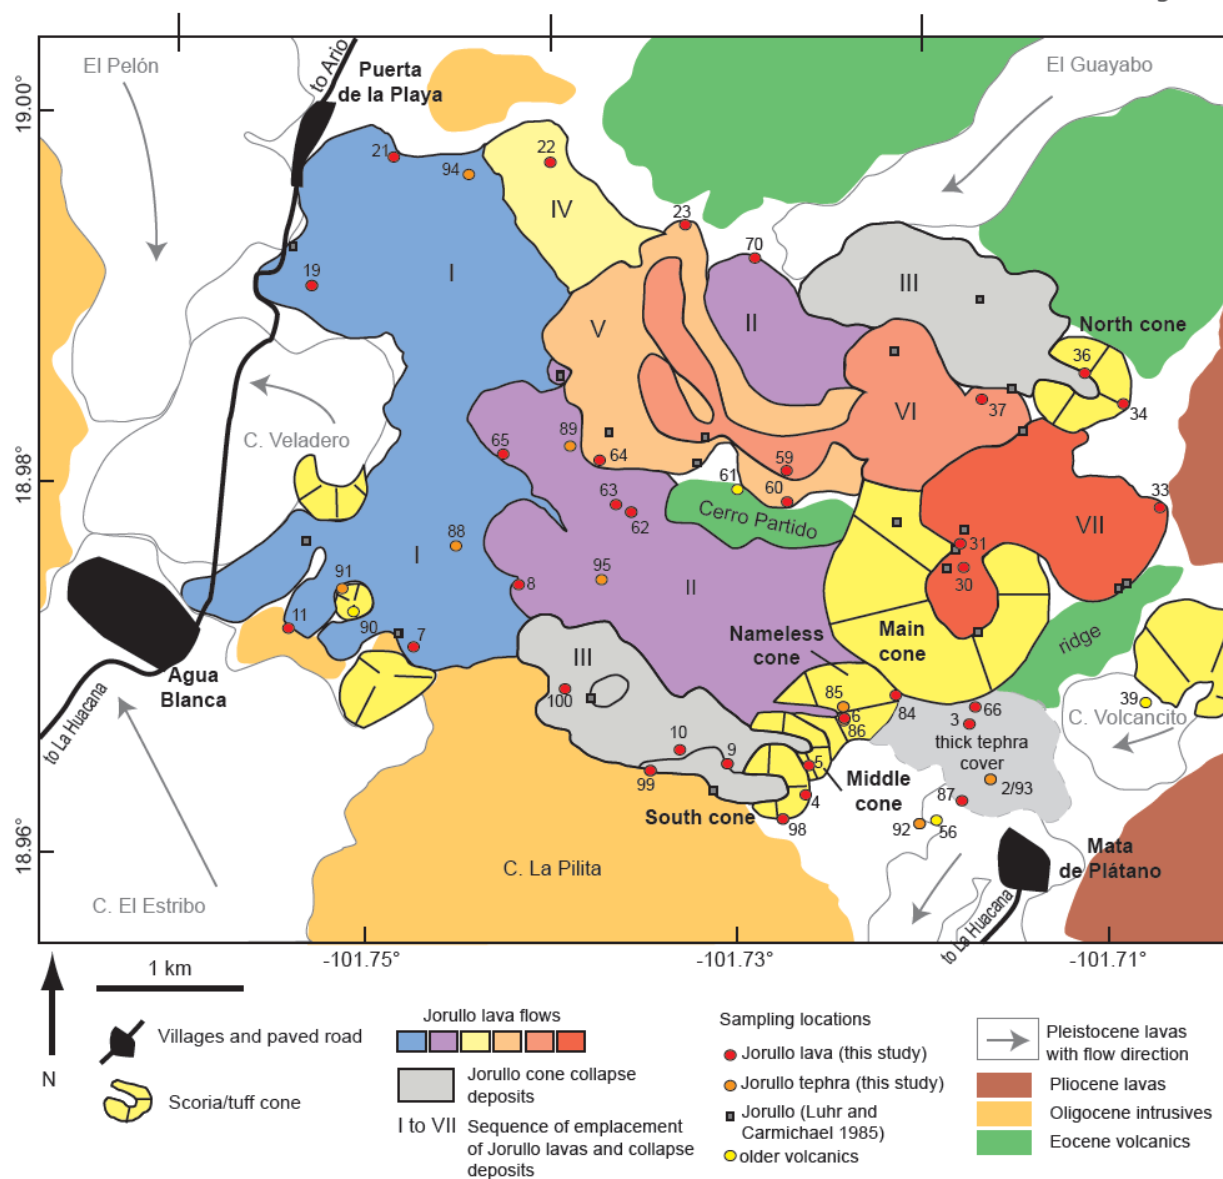 El Pelón
to Ario
Puerta
de la Playa
El Guayabo
19.00°
21
94
22
IV
23
70
19
I
III
V
II
North cone
36
34
VI
37
C. Veladero
65
89
64
59
61
60
18.98°
63
62
Cerro Partido
33
VII
31
30
88
I
95
91
8
II
90
11
7
Nameless
cone
Main
cone
ridge
Agua
Blanca
III
100
85
6
86
84
66
3
39
C. Volcancito
thick tephra
cover
to La Huacana
10
9
5
Middle
cone
2/93
99
4
87
South cone
98
92
56
18.96°
Mata
de Plátano
C. La Pilita
C. El Estribo
to La Huacana
-101.75°
-101.73°
-101.71°
1 km
N
Villages and paved road
Scoria/tuff cone
Jorullo lava flows
Jorullo cone collapse
deposits
I to VII
Sequence of emplacement
of Jorullo lavas and collapse
deposits
Sampling locations
Jorullo lava (this study)
Jorullo tephra (this study)
Jorullo (Luhr and
Carmichael 1985)
older volcanics
Pleistocene lavas
with flow direction
Pliocene lavas
Oligocene intrusives
Eocene volcanics